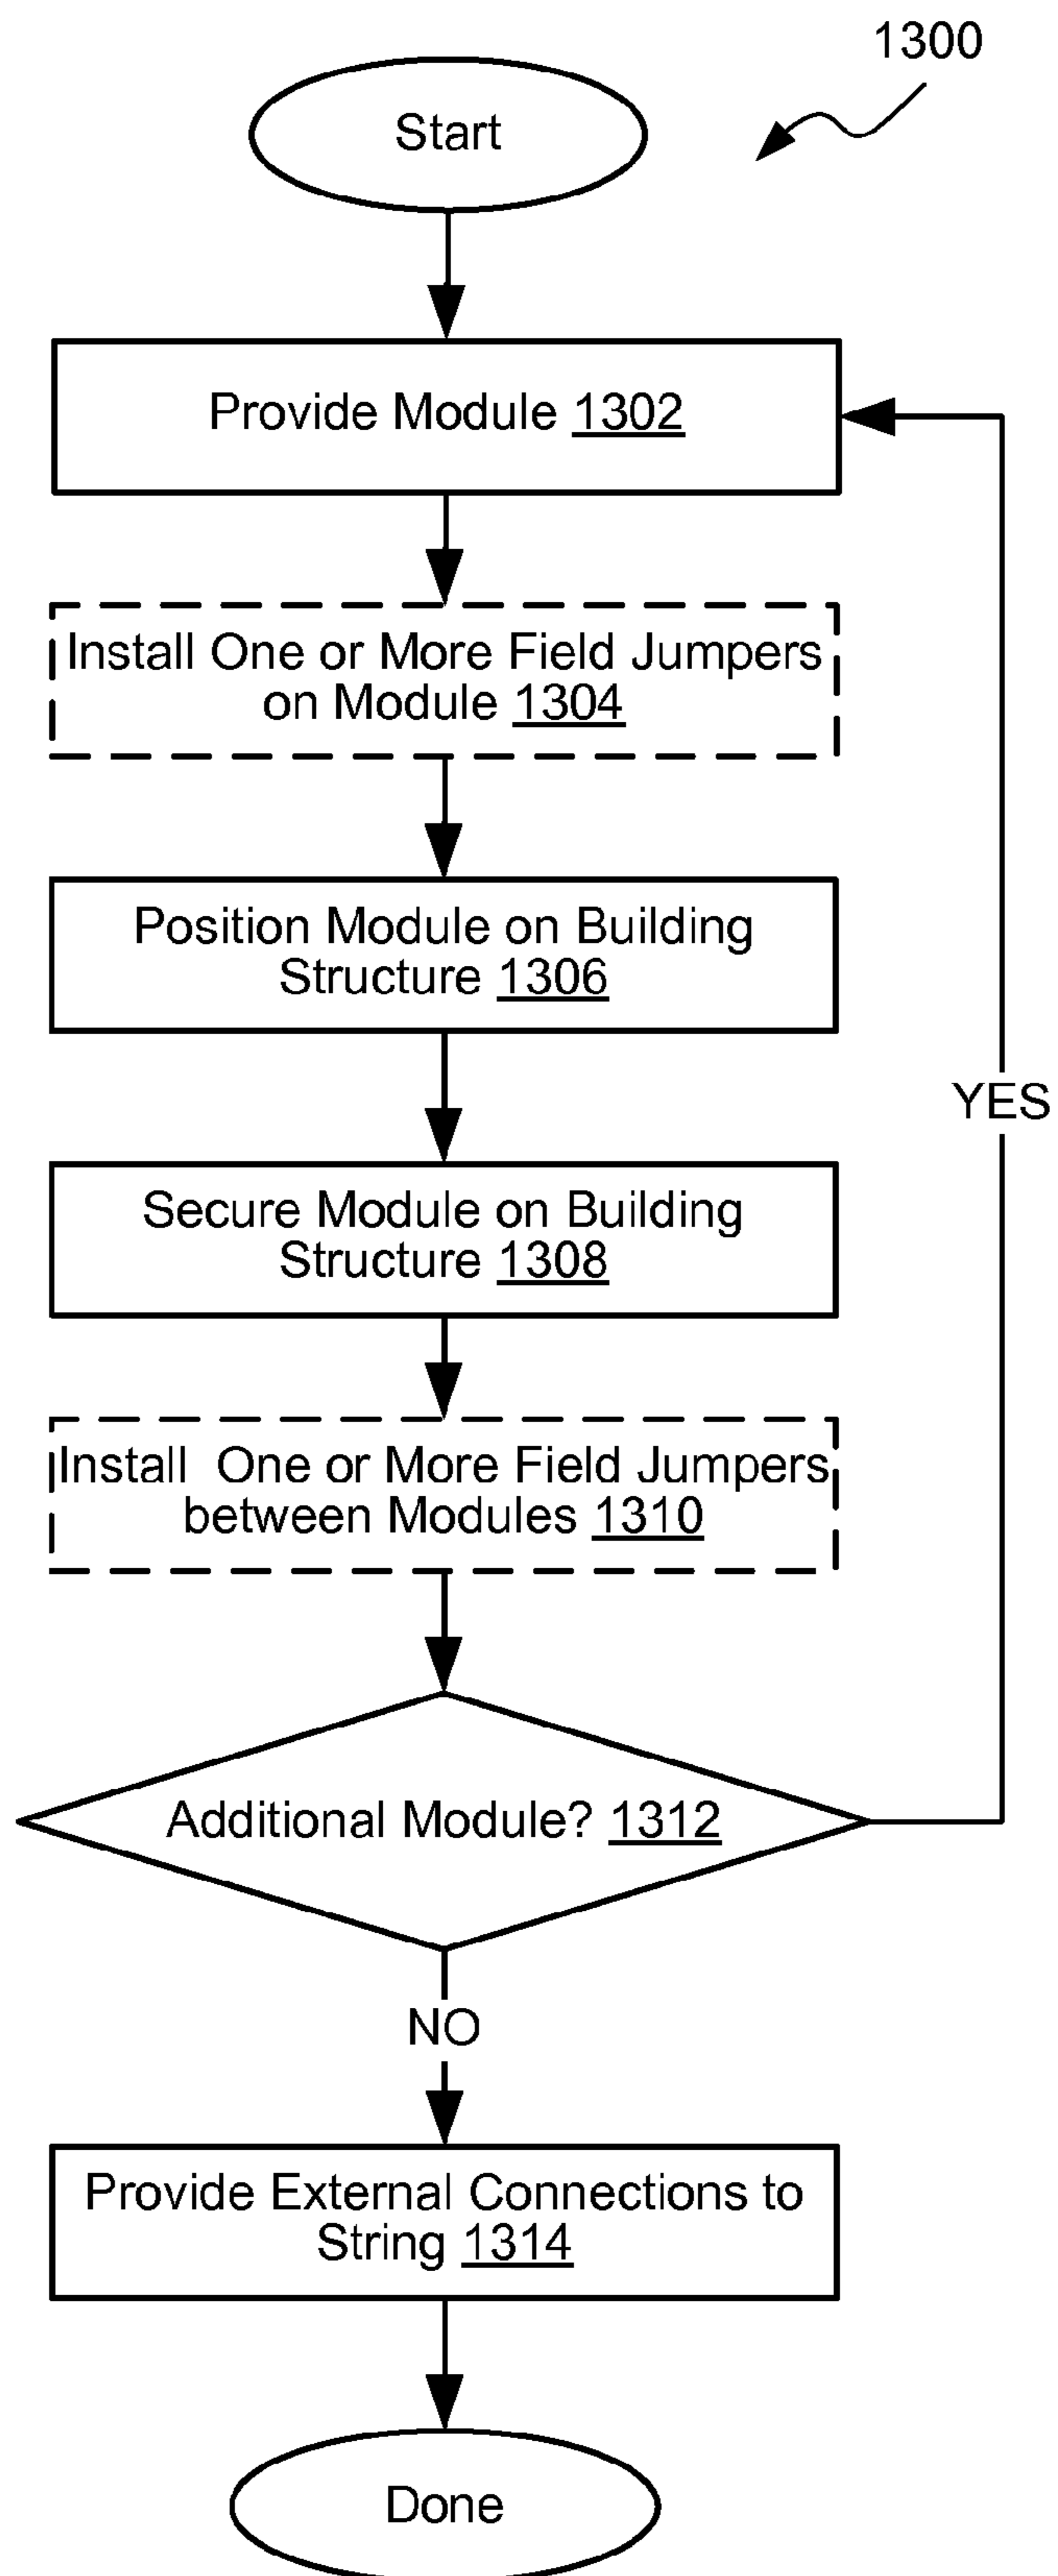 1300
Start
Provide Module 1302
Install One or More Field Jumpers
on Module 1304
Position Module on Building
Structure 1306
Secure Module on Building
Structure 1308
Install One or More Field Jumpers
between Modules 1310
YES
Additional Module? 1312
NO
Provide External Connections to
String 1314
Done